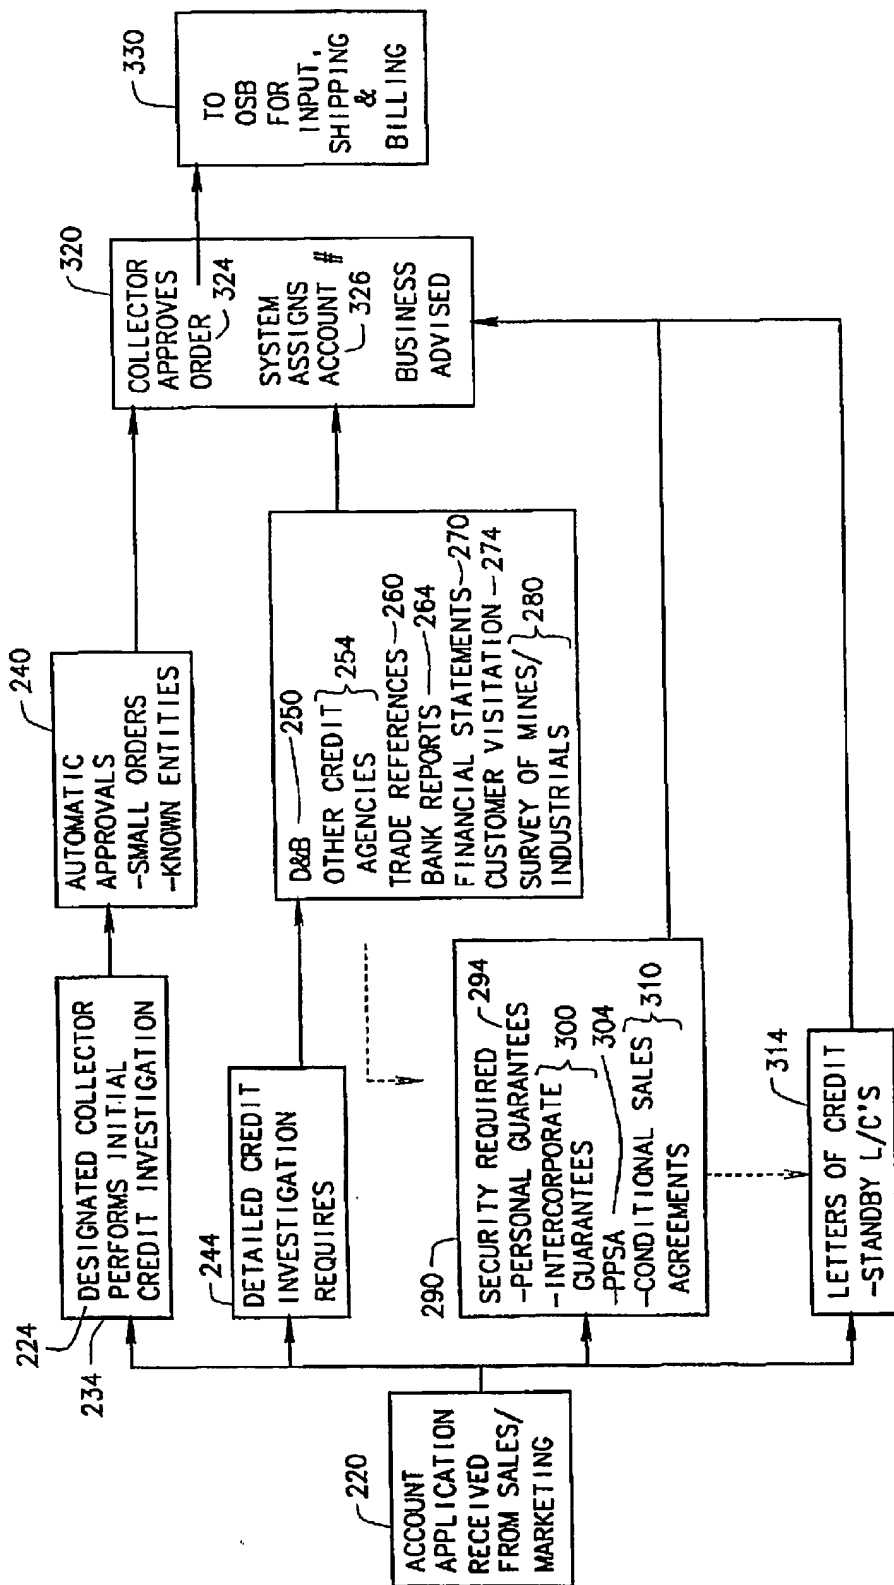 220
ACCOUNT
APPLICATION
RECEIVED
FROM SALES/
MARKETING
224
234
DESIGNATED COLLECTOR
PERFORMS INITIAL
CREDIT INVESTIGATION
240
AUTOMATIC
APPROVALS
-SMALL ORDERS
-KNOWN ENTITIES
244
DETAILED CREDIT
INVESTIGATION
REQUIRES
D&B 250
OTHER CREDIT
AGENCIES 254
TRADE REFERENCES 260
BANK REPORTS 264
FINANCIAL STATEMENTS 270
CUSTOMER VISITATION 274
SURVEY OF MINES/
INDUSTRIALS 280
290
SECURITY REQUIRED 294
-PERSONAL GUARANTEES
-INTERCORPORATE
GUARANTEES 300
-PPSA 304
-CONDITIONAL SALES
AGREEMENTS 310
314
LETTERS OF CREDIT
-STANDBY L/C'S
320
COLLECTOR
APPROVES
ORDER 324
SYSTEM
ASSIGNS
ACCOUNT #
326
BUSINESS
ADVISED
330
TO
OSB
FOR
INPUT,
SHIPPING
&
BILLING